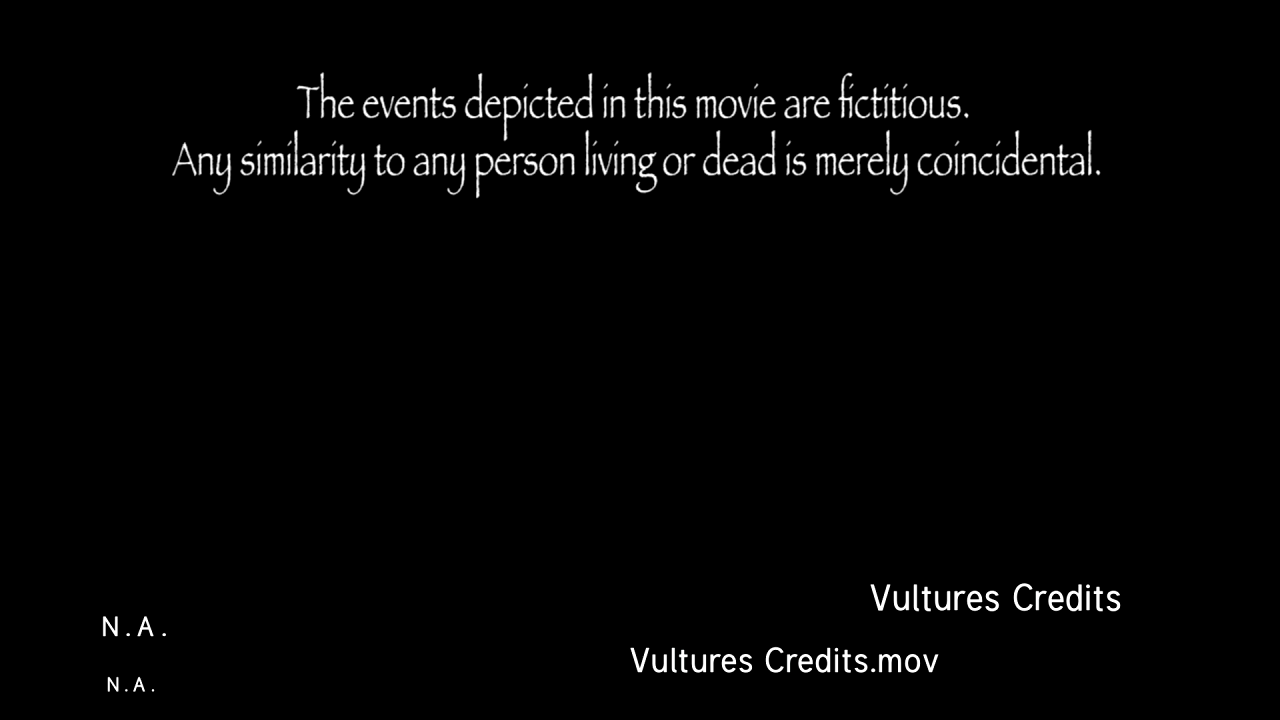 The events depicted in this movie are fictitious.
Any similarity to any person living or dead is merely coincidental.
Vultures Credits
N.A.
Vultures Credits.mov
N.A.